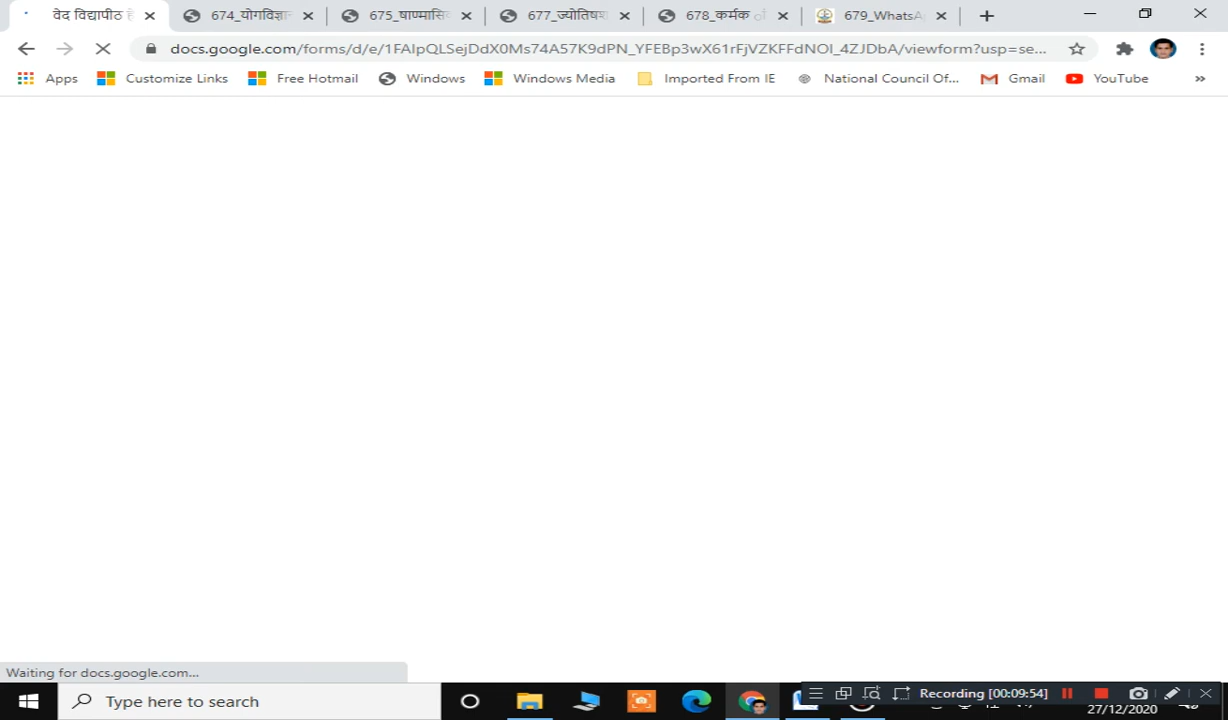 वेद विद्यापीठ 674_योगविज्ञा 675_षाण्मासि 677_ज्योतिषश 678_कर्मक of 679_WhatsA
docs.google.com/forms/d/e/1FAIpQLSejDdX0Ms74A57K9dPN_YFEBp3wX61rFjVZKFFdNOI_4ZJDbA/viewform?usp=se...
Apps Customize Links Free Hotmail Windows Windows Media Imported From IE National Council Of... Gmail YouTube »
Waiting for docs.google.com...
Type here to search Recording [00:09:54]
27/12/2020